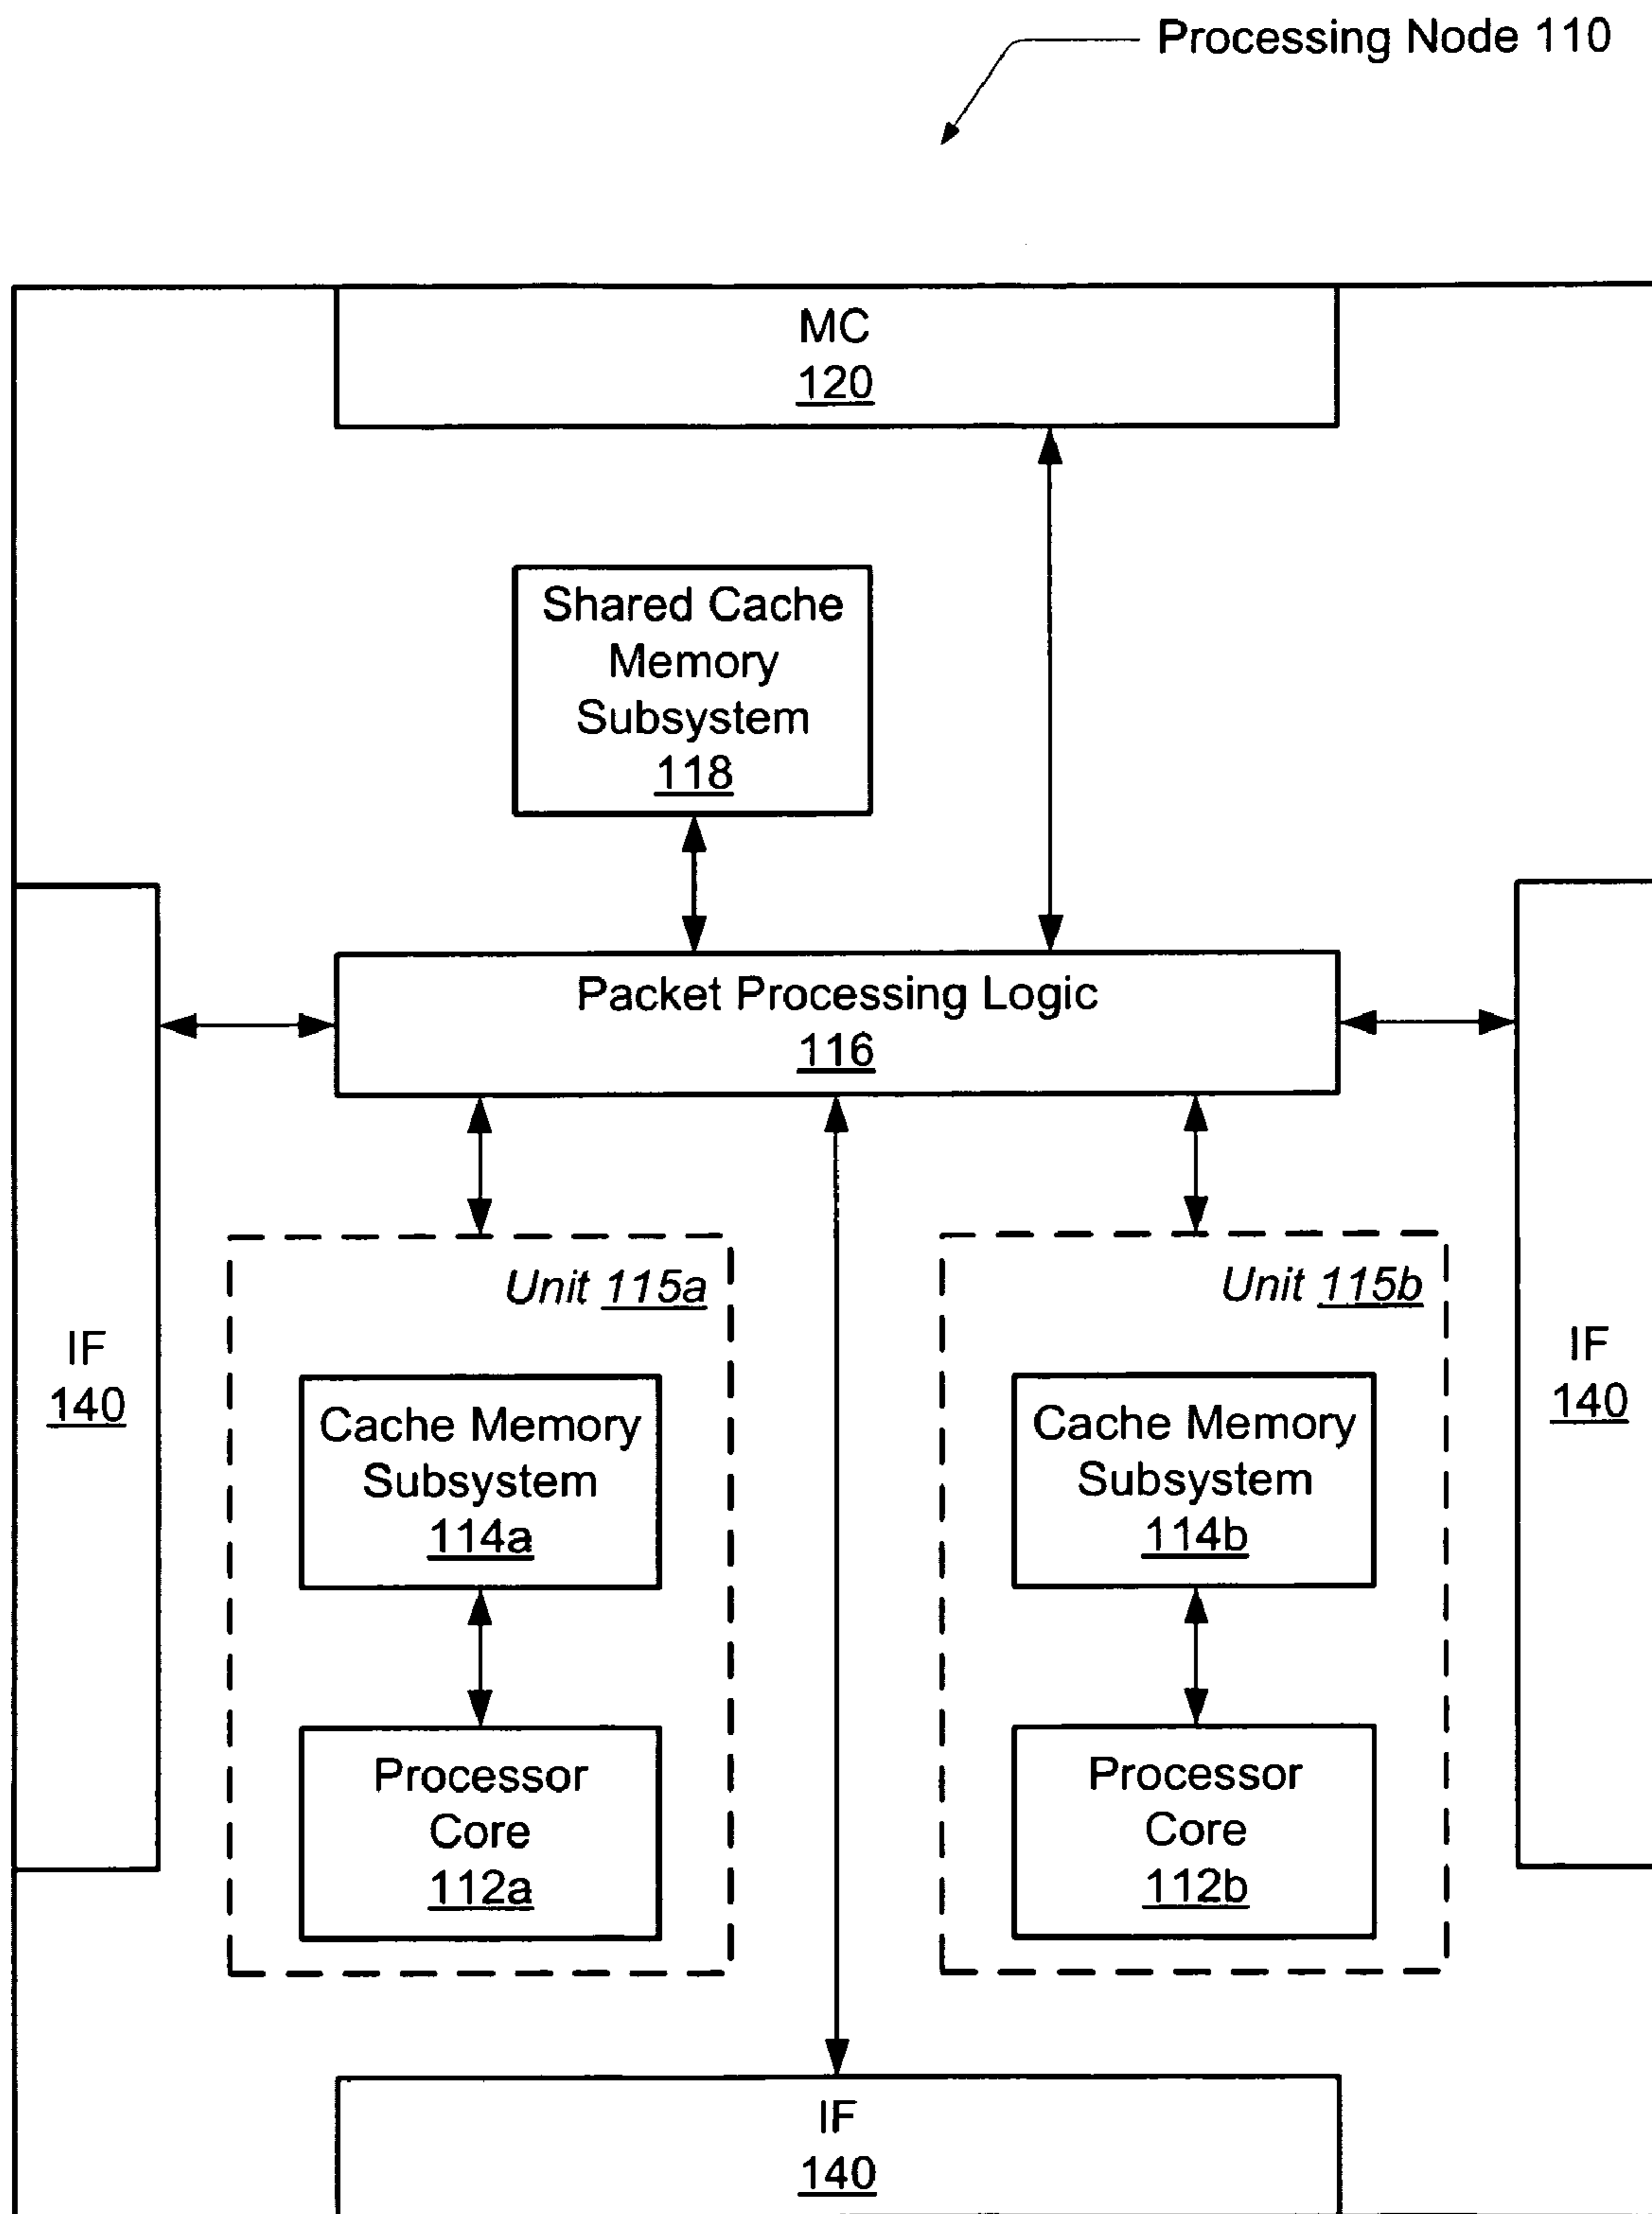 Processing Node 110
MC
120
Shared Cache
Memory
Subsystem
118
Packet Processing Logic
116
Unit 115a
Unit 115b
IF
140
IF
140
Cache Memory
Subsystem
114a
Cache Memory
Subsystem
114b
Processor
Core
112a
Processor
Core
112b
IF
140